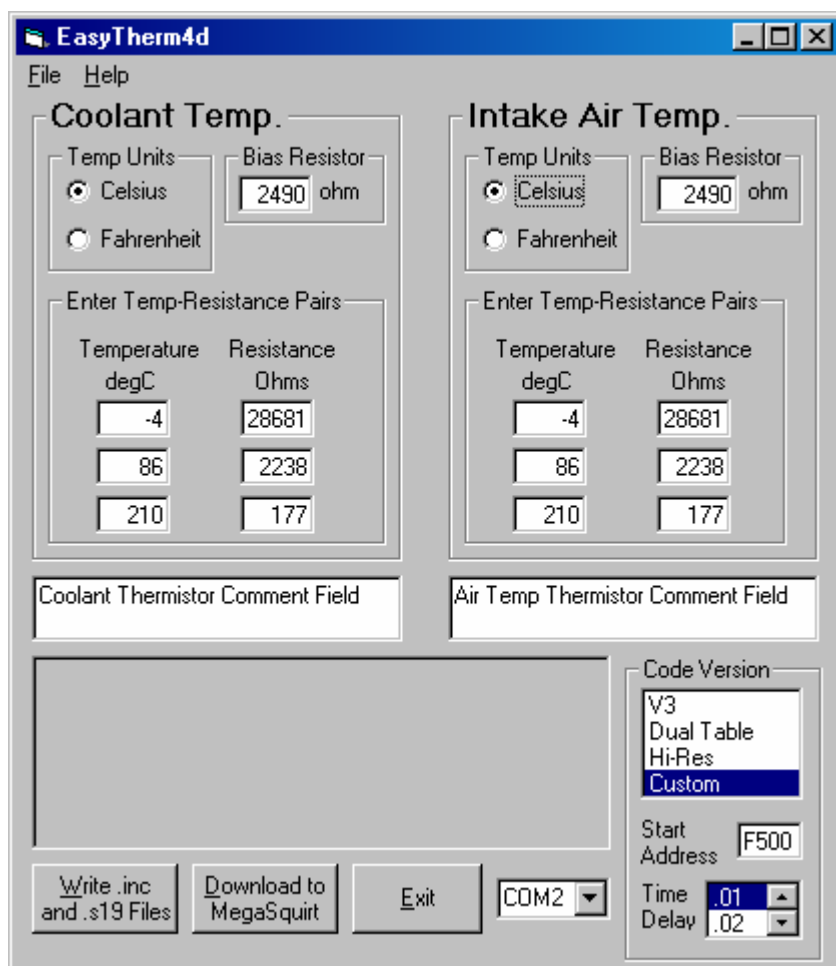 EasyTherm4d
File Help
Coolant Temp.
Temp Units
Celsius
Fahrenheit
Bias Resistor
2490 ohm
Enter Temp-Resistance Pairs
Temperature Resistance
degC Ohms
-4 28681
86 2238
210 177
Coolant Thermistor Comment Field
Intake Air Temp.
Temp Units
Celsius
Fahrenheit
Bias Resistor
2490 ohm
Enter Temp-Resistance Pairs
Temperature Resistance
degC Ohms
-4 28681
86 2238
210 177
Air Temp Thermistor Comment Field
Code Version
V3
Dual Table
Hi-Res
Custom
Start
Address
F500
Time
Delay
.01
.02
Write .inc
and .s19 Files
Download to
MegaSquirt
Exit
COM2